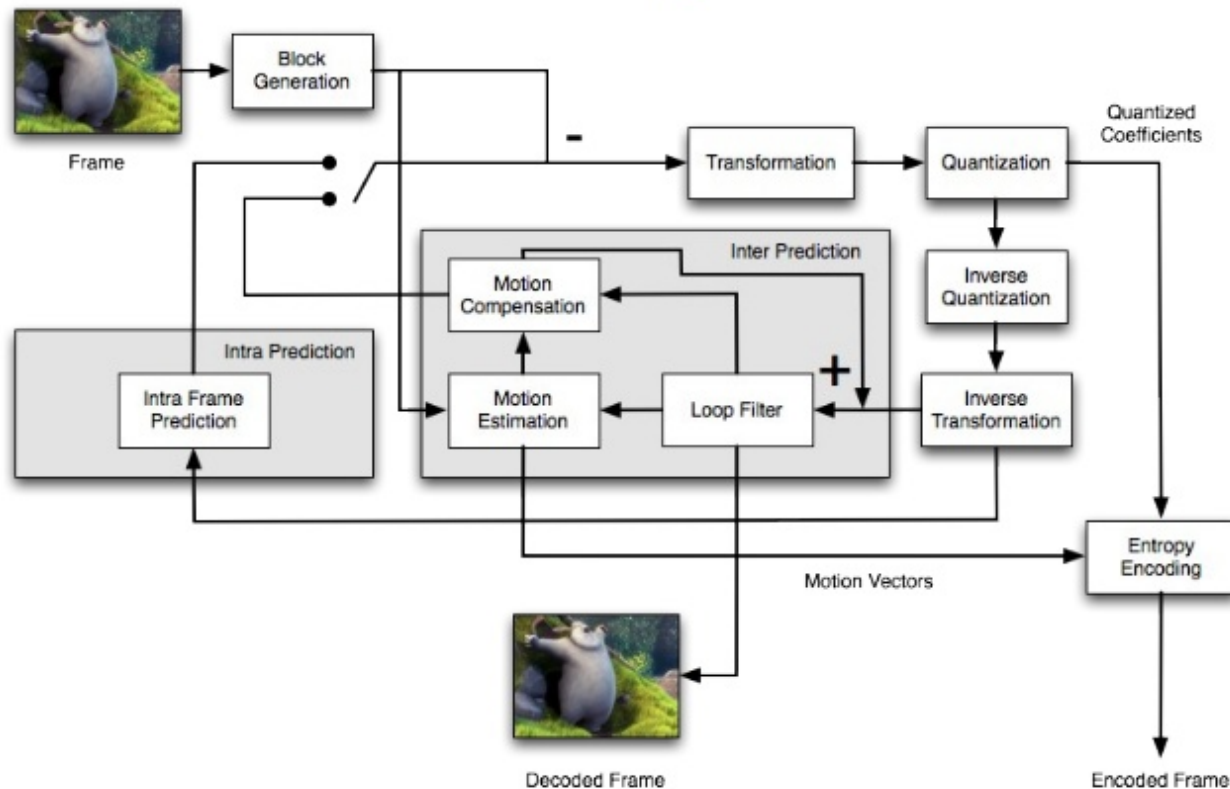 Block
Generation
Frame
-
Transformation
Quantization
Quantized
Coefficients
Inter Prediction
Motion
Compensation
Inverse
Quantization
Intra Prediction
Intra Frame
Prediction
Motion
Estimation
Loop Filter
+
Inverse
Transformation
Motion Vectors
Entropy
Encoding
Decoded Frame
Encoded Frame